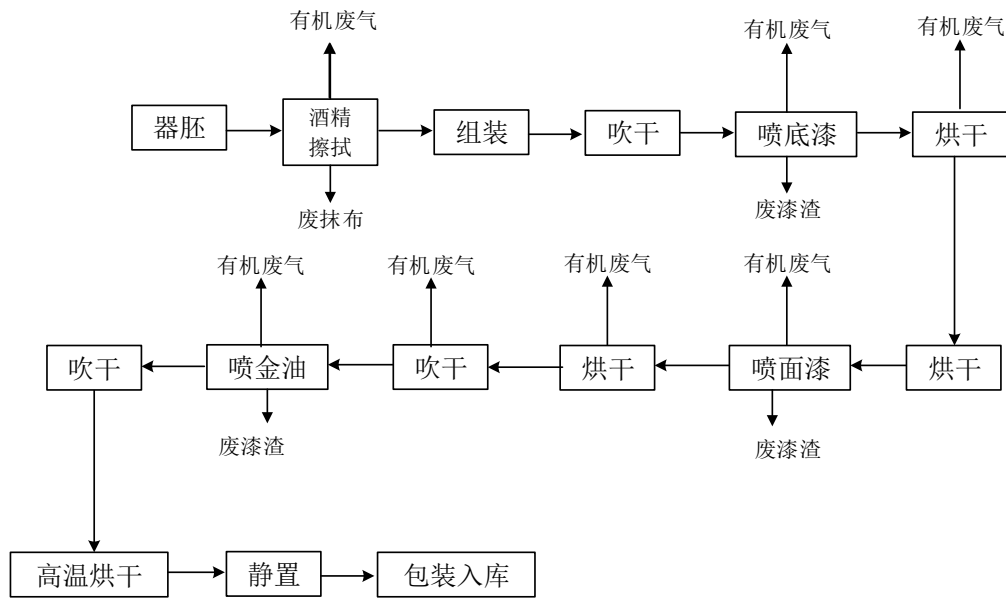 有机废气
有机废气
有机废气
器胚
酒精
擦拭
组装
吹干
喷底漆
烘干
废抹布
废漆渣
有机废气
有机废气
有机废气
有机废气
吹干
喷金油
吹干
烘干
喷面漆
烘干
废漆渣
废漆渣
高温烘干
静置
包装入库